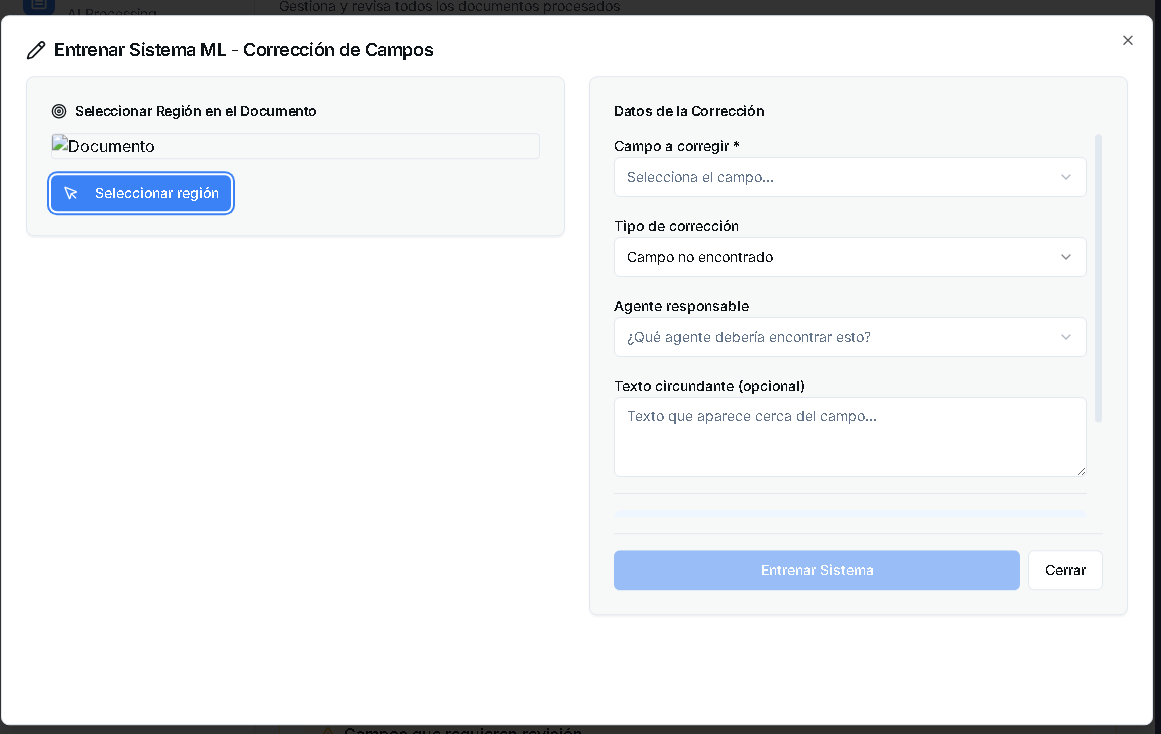 AI Processing
Gestiona y revisa todos los documentos procesados
Entrenar Sistema ML - Corrección de Campos
Seleccionar Región en el Documento
Documento
Seleccionar región
Datos de la Corrección
Campo a corregir *
Selecciona el campo...
Tipo de corrección
Campo no encontrado
Agente responsable
¿Qué agente debería encontrar esto?
Texto circundante (opcional)
Texto que aparece cerca del campo...
Entrenar Sistema
Cerrar
Campos que requieren revisión